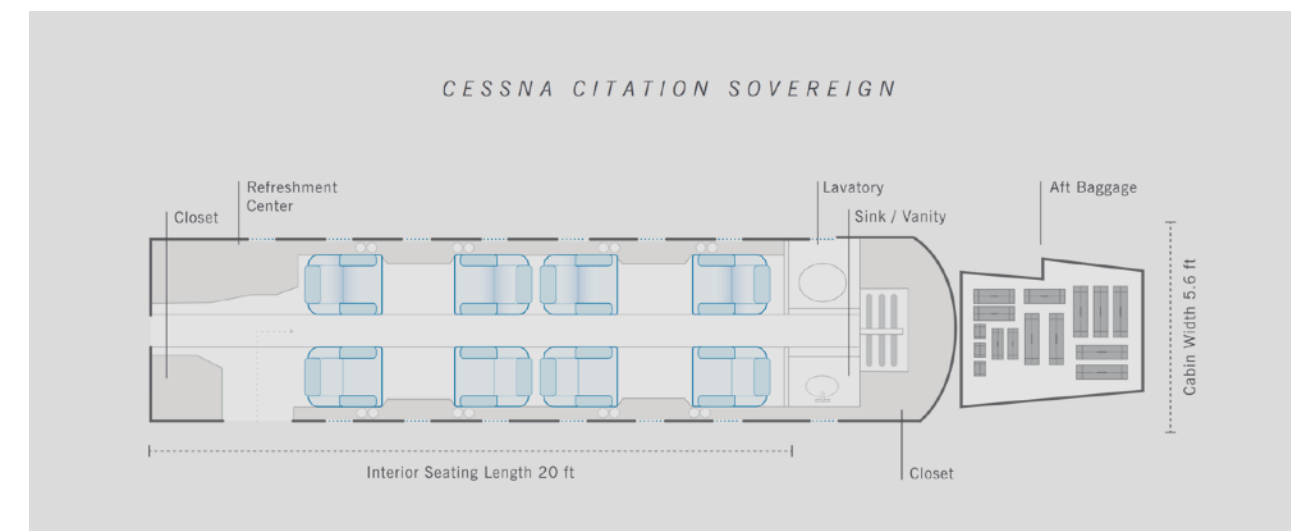 CESSNA CITATION SOVEREIGN
Refreshment
Center
Closet
Lavatory
Sink / Vanity
Aft Baggage
Cabin Width 5.6 ft
Interior Seating Length 20 ft
Closet